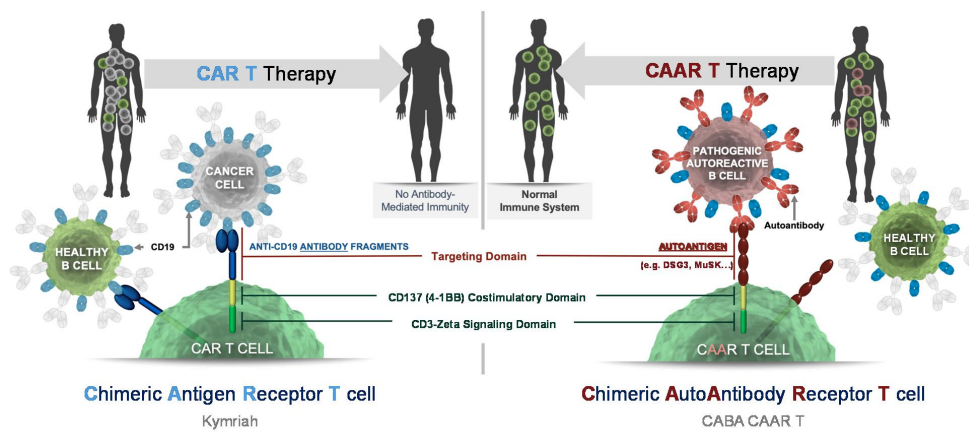 CAR T Therapy
CAAR T Therapy
CANCER
CELL
PATHOGENIC
AUTOREACTIVE
B CELL
No Antibody-
Mediated Immunity
Normal
Immune System
Autoantibody
HEALTHY
B CELL
CD19
ANTI-CD19 ANTIBODY FRAGMENTS
Targeting Domain
AUTOANTIGEN
(e.g. DSG3, MuSK...)
HEALTHY
B CELL
CD137 (4-1BB) Costimulatory Domain
CD3-Zeta Signaling Domain
CAR T CELL
CAAR T CELL
Chimeric Antigen Receptor T cell
Kymriah
Chimeric AutoAntibody Receptor T cell
CABA CAAR T